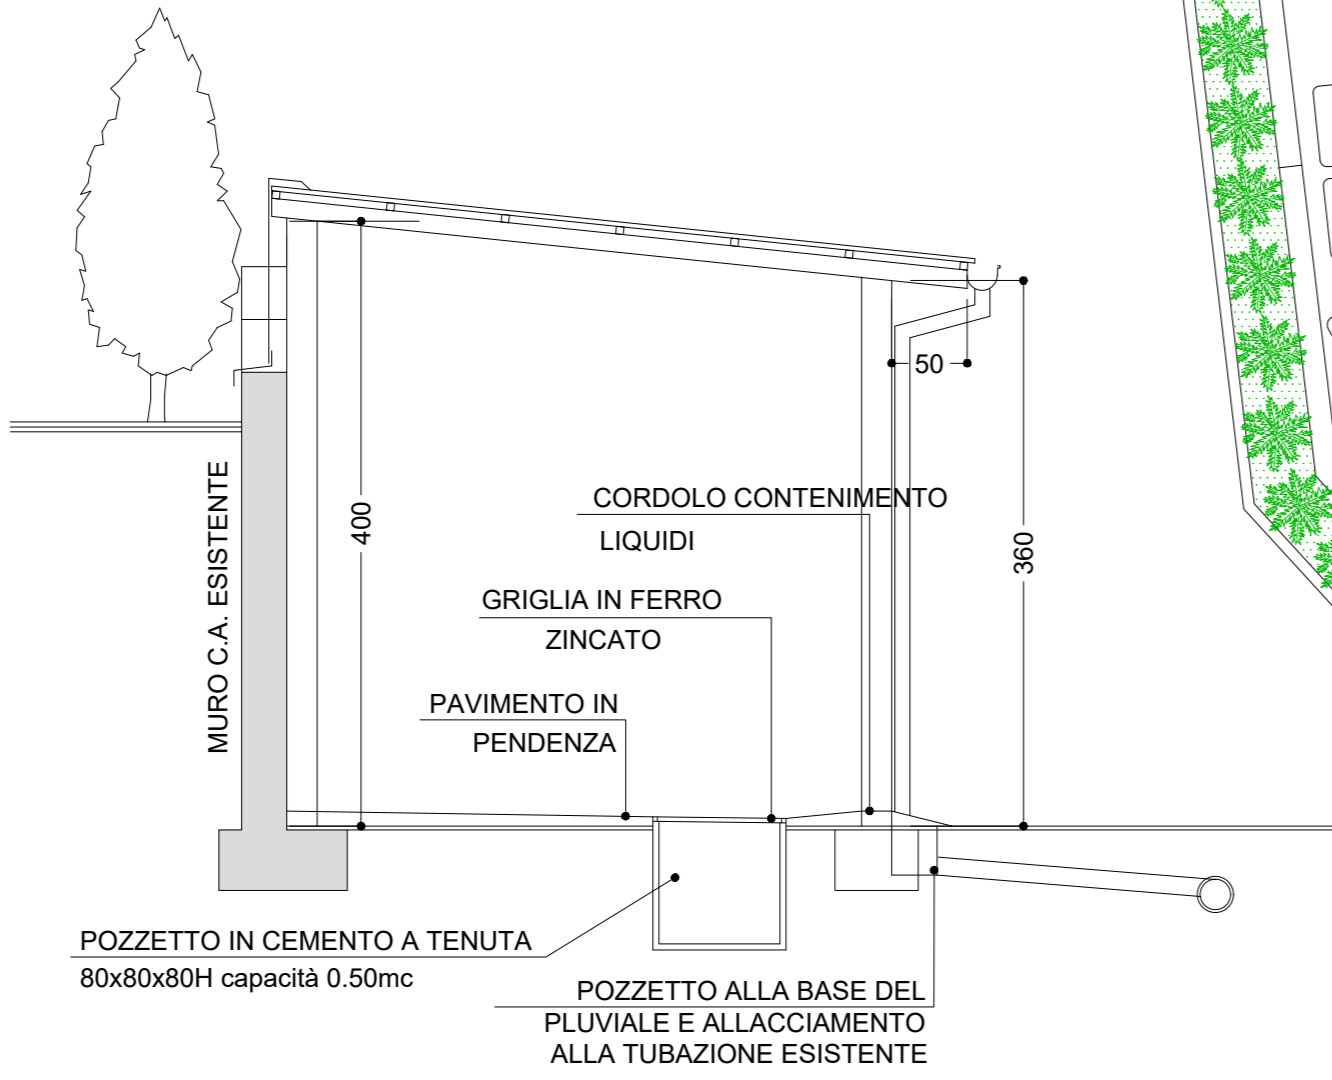 50
CORDOLO CONTENIMENTO
LIQUIDI
400
360
MURO C.A. ESISTENTE
GRIGLIA IN FERRO
ZINCATO
PAVIMENTO IN
PENDENZA
POZZETTO IN CEMENTO A TENUTA
80x80x80H capacità 0.50mc
POZZETTO ALLA BASE DEL
PLUVIALE E ALLACCIAMENTO
ALLA TUBAZIONE ESISTENTE